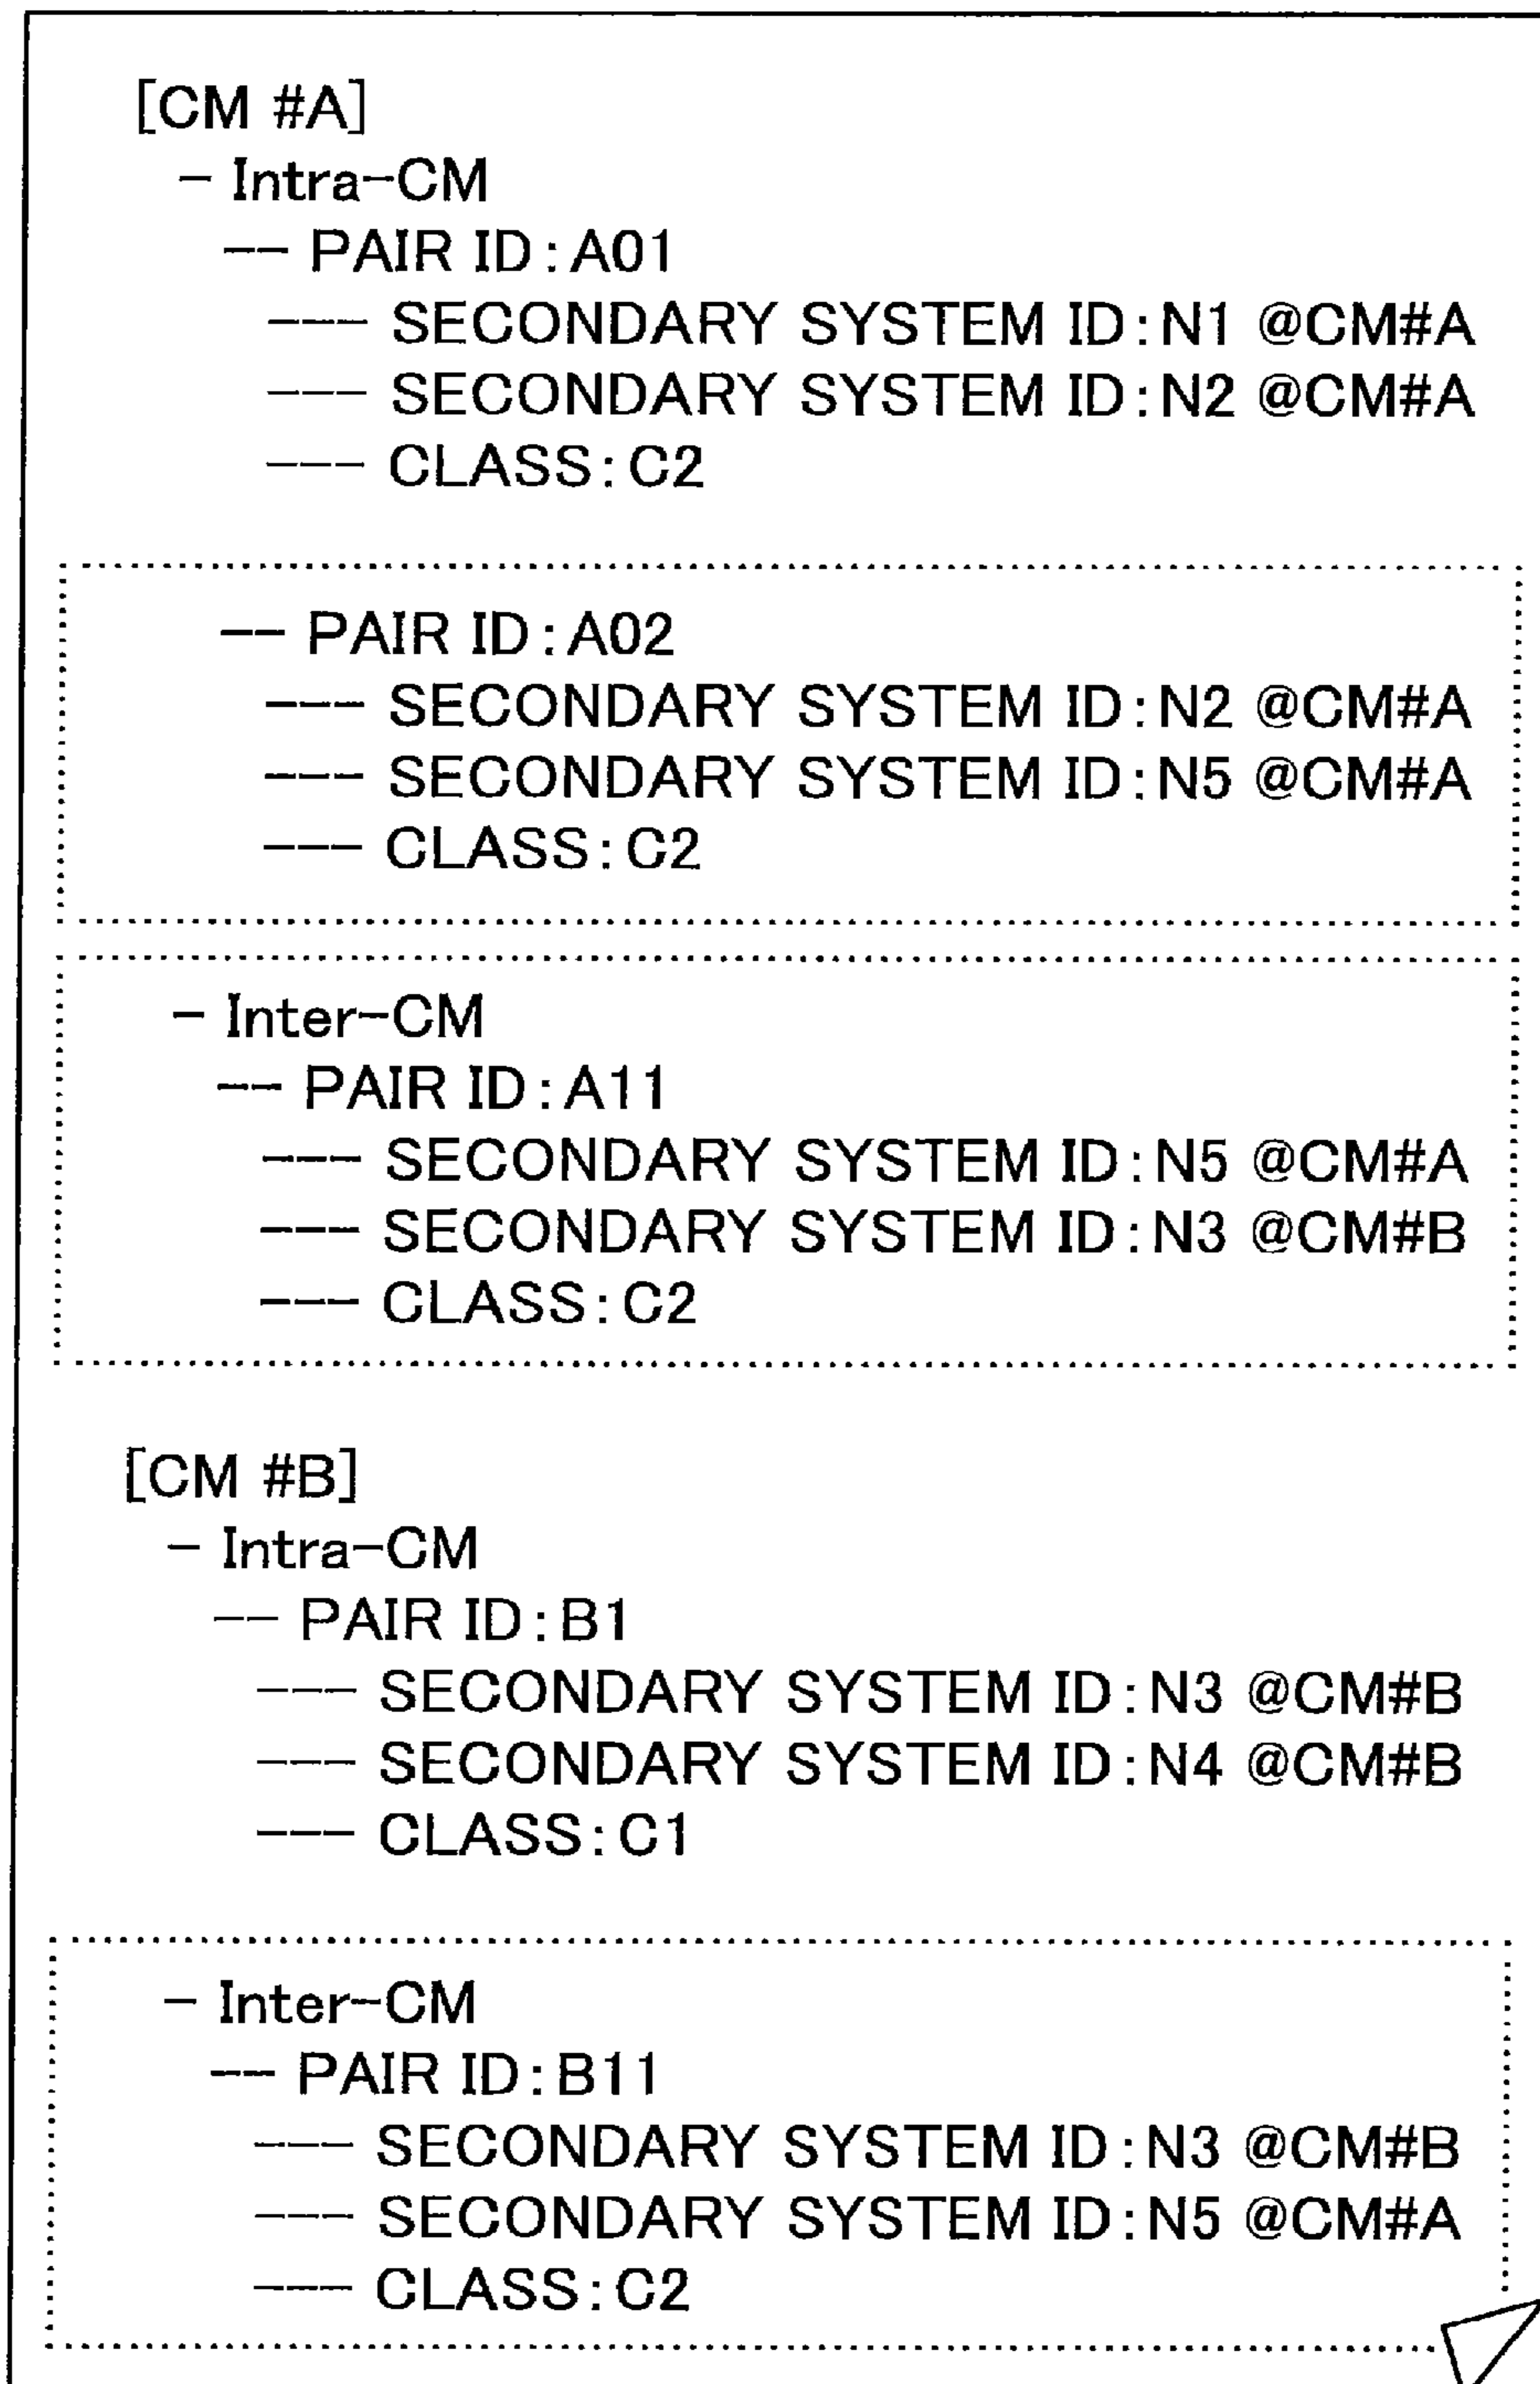 [CM #A]
- Intra-CM
-- PAIR ID:A01
--- SECONDARY SYSTEM ID:N1 @CM#A
--- SECONDARY SYSTEM ID:N2 @CM#A
--- CLASS:C2
-- PAIR ID:A02
--- SECONDARY SYSTEM ID:N2 @CM#A
--- SECONDARY SYSTEM ID:N5 @CM#A
--- CLASS:C2
- Inter-CM
-- PAIR ID:A11
--- SECONDARY SYSTEM ID:N5 @CM#A
--- SECONDARY SYSTEM ID:N3 @CM#B
--- CLASS:C2
[CM #B]
- Intra-CM
-- PAIR ID:B1
--- SECONDARY SYSTEM ID:N3 @CM#B
--- SECONDARY SYSTEM ID:N4 @CM#B
--- CLASS:C1
- Inter-CM
-- PAIR ID:B11
--- SECONDARY SYSTEM ID:N3 @CM#B
--- SECONDARY SYSTEM ID:N5 @CM#A
--- CLASS:C2